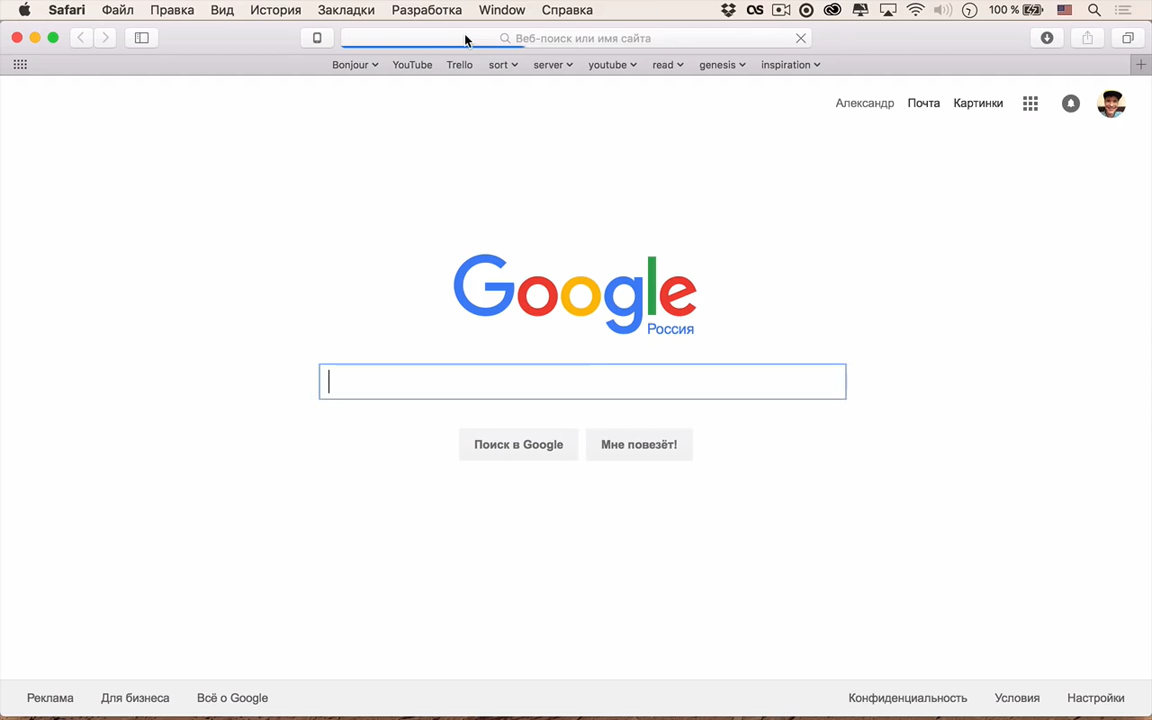 Safari Файл Правка Вид История Закладки Разработка Window Справка 100 %
Веб-поиск или имя сайта
Bonjour YouTube Trello sort server youtube read genesis inspiration
Александр Почта Картинки
Google
Россия
Поиск в Google Мне повезёт!
Реклама Для бизнеса Всё о Google Конфиденциальность Условия Настройки